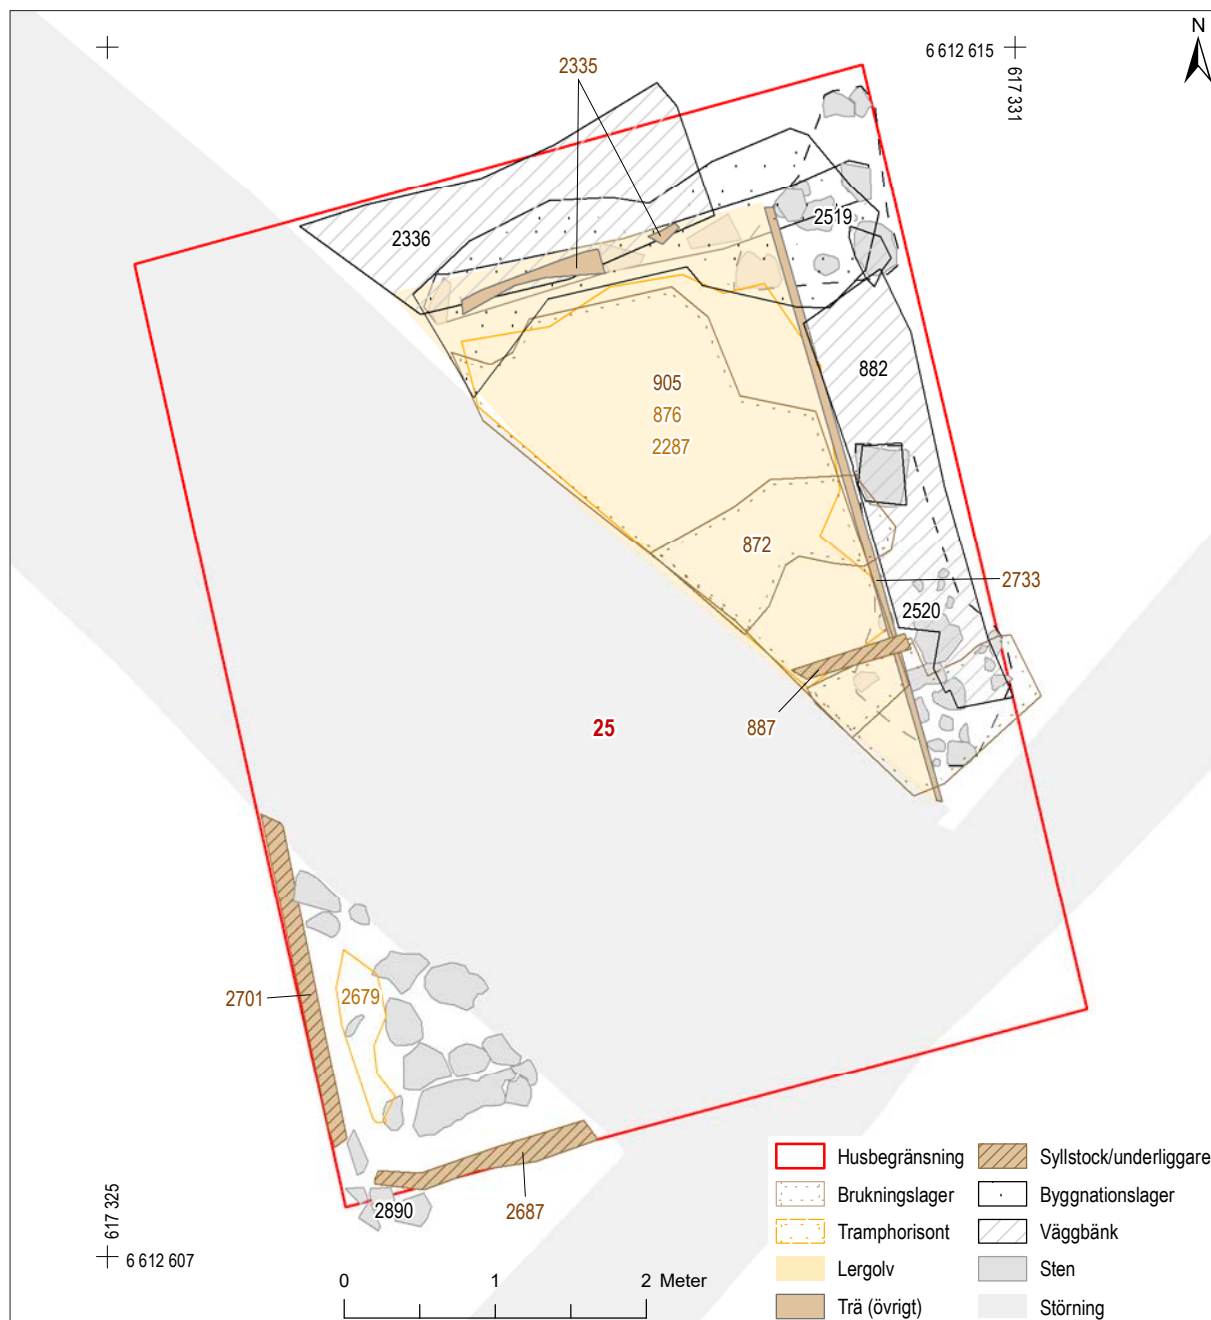 N
6 612 615
617 331
2335
2336
2519
882
905
876
2287
872
2733
2520
887
25
2701
2679
2890
2687
617 325
6 612 607
0 1 2 Meter
Husbegränsning
Brukningslager
Tramphorisont
Lergolv
Trä (övrigt)
Syllstock/underliggare
Byggnationslager
Väggbänk
Sten
Störning